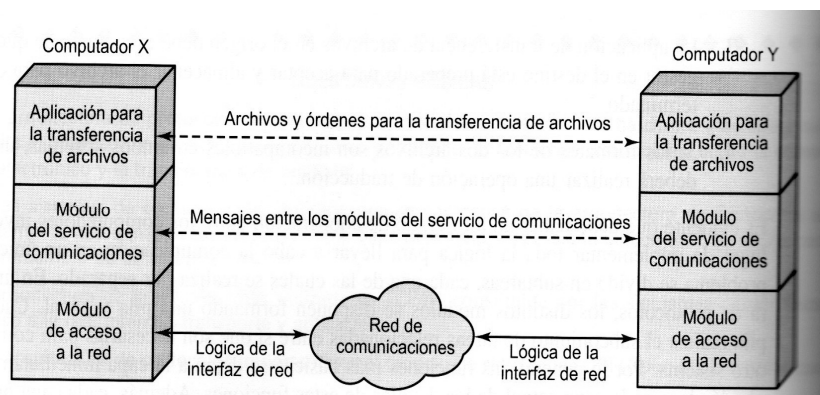 Computador X
Computador Y
Aplicación para
la transferencia
de archivos
Archivos y órdenes para la transferencia de archivos
Aplicación para
la transferencia
de archivos
Módulo
del servicio de
comunicaciones
Mensajes entre los módulos del servicio de comunicaciones
Módulo
del servicio de
comunicaciones
Módulo
de acceso
a la red
Lógica de la
interfaz de red
Red de
comunicaciones
Lógica de la
interfaz de red
Módulo
de acceso
a la red